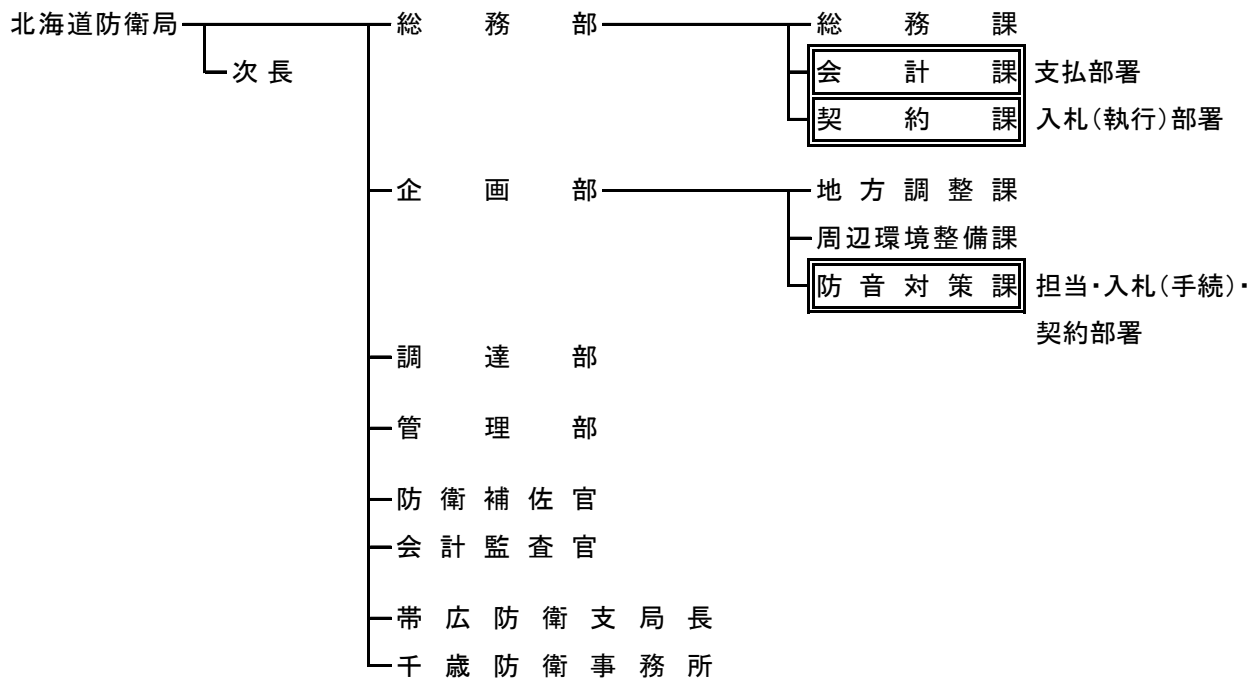 北海道防衛局 総務部 総務課
次長 会計課 支払部署
契約課 入札(執行)部署
企画部 地方調整課
周辺環境整備課
防音対策課 担当・入札(手続)・
契約部署
調達部
管理部
防衛補佐官
会計監査官
帯広防衛支局長
千歳防衛事務所